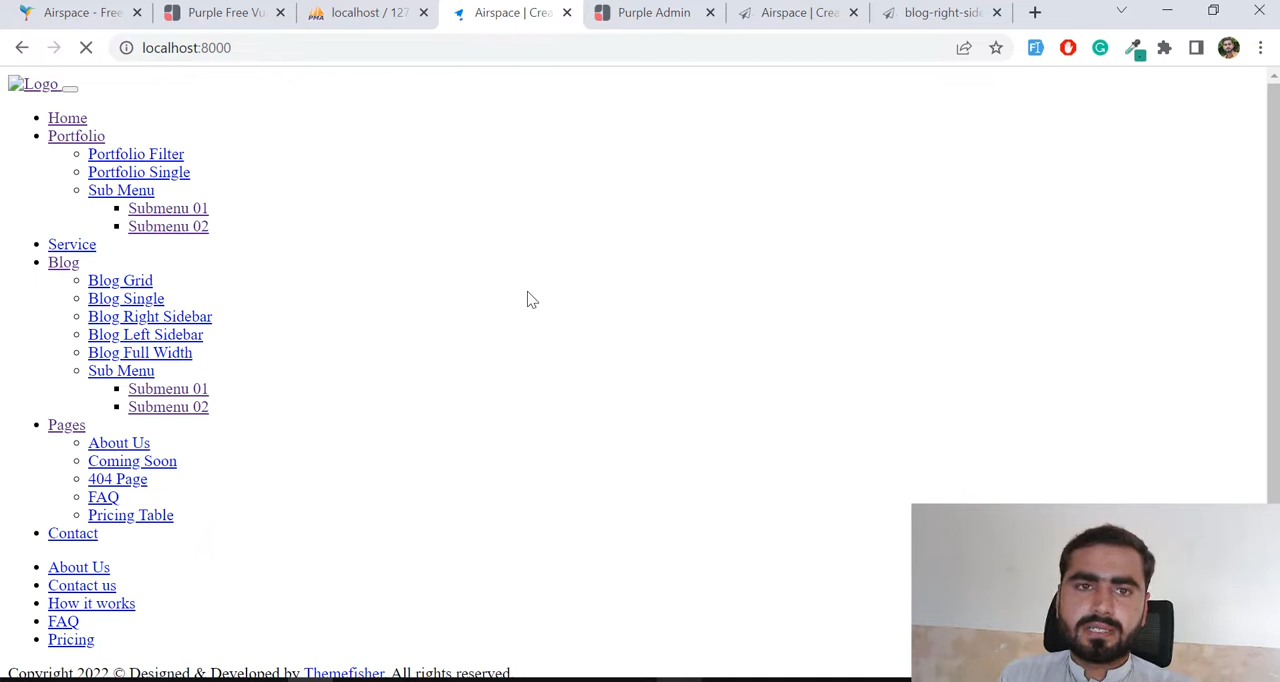 Airspace - Free
Purple Free Vu
PMA localhost / 127
Airspace | Crea
Purple Admin
Airspace | Crea
blog-right-side
localhost:8000
Logo
Home
Portfolio
Portfolio Filter
Portfolio Single
Sub Menu
Submenu 01
Submenu 02
Service
Blog
Blog Grid
Blog Single
Blog Right Sidebar
Blog Left Sidebar
Blog Full Width
Sub Menu
Submenu 01
Submenu 02
Pages
About Us
Coming Soon
404 Page
FAQ
Pricing Table
Contact
About Us
Contact us
How it works
FAQ
Pricing
Copyright 2022 © Designed & Developed by Themefisher. All rights reserved.